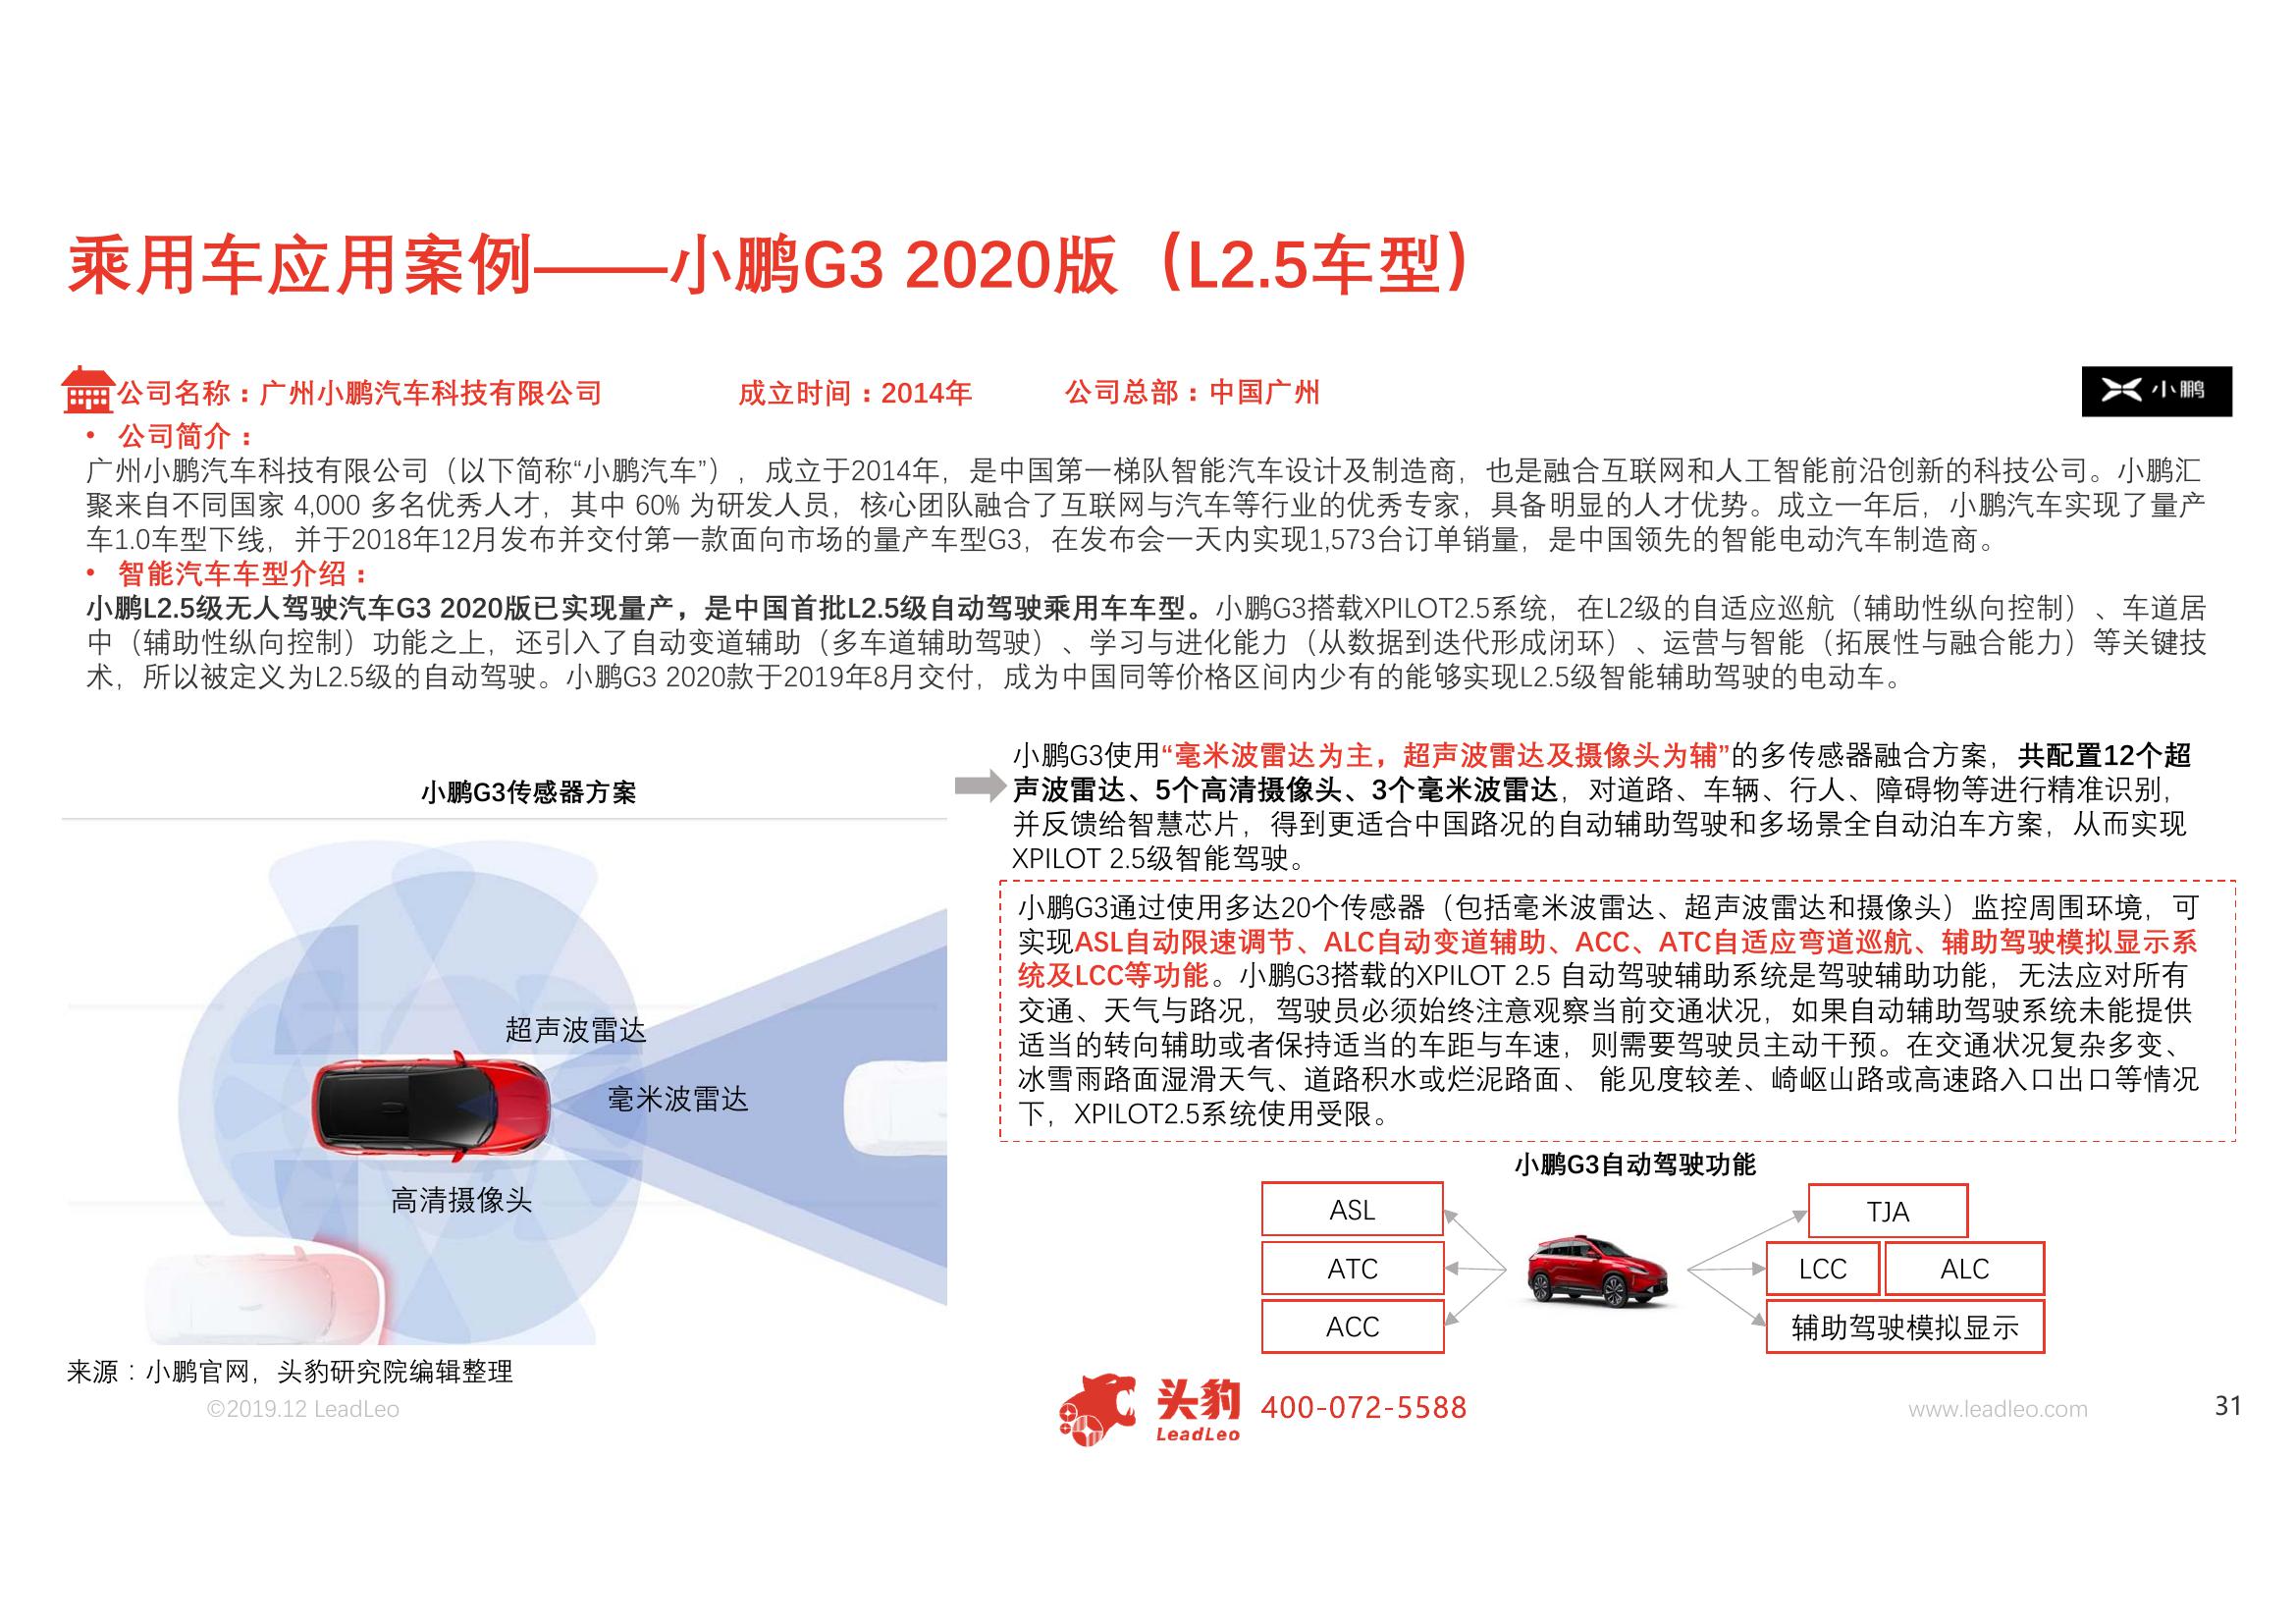 乘用车应用案例——小鹏G3 2020版（L2.5车型）
公司名称：广州小鹏汽车科技有限公司 成立时间：2014年 公司总部：中国广州
小鹏
• 公司简介：
广州小鹏汽车科技有限公司（以下简称“小鹏汽车”），成立于2014年，是中国第一梯队智能汽车设计及制造商，也是融合互联网和人工智能前沿创新的科技公司。小鹏汇
聚来自不同国家 4,000 多名优秀人才，其中 60% 为研发人员，核心团队融合了互联网与汽车等行业的优秀专家，具备明显的人才优势。成立一年后，小鹏汽车实现了量产
车1.0车型下线，并于2018年12月发布并交付第一款面向市场的量产车型G3，在发布会一天内实现1,573台订单销量，是中国领先的智能电动汽车制造商。
• 智能汽车车型介绍：
小鹏L2.5级无人驾驶汽车G3 2020版已实现量产，是中国首批L2.5级自动驾驶乘用车车型。小鹏G3搭载XPILOT2.5系统，在L2级的自适应巡航（辅助性纵向控制）、车道居
中（辅助性纵向控制）功能之上，还引入了自动变道辅助（多车道辅助驾驶）、学习与进化能力（从数据到迭代形成闭环）、运营与智能（拓展性与融合能力）等关键技
术，所以被定义为L2.5级的自动驾驶。小鹏G3 2020款于2019年8月交付，成为中国同等价格区间内少有的能够实现L2.5级智能辅助驾驶的电动车。
小鹏G3传感器方案
超声波雷达
毫米波雷达
高清摄像头
小鹏G3使用“毫米波雷达为主，超声波雷达及摄像头为辅”的多传感器融合方案，共配置12个超
声波雷达、5个高清摄像头、3个毫米波雷达，对道路、车辆、行人、障碍物等进行精准识别，
并反馈给智慧芯片，得到更适合中国路况的自动辅助驾驶和多场景全自动泊车方案，从而实现
XPILOT 2.5级智能驾驶。
小鹏G3通过使用多达20个传感器（包括毫米波雷达、超声波雷达和摄像头）监控周围环境，可
实现ASL自动限速调节、ALC自动变道辅助、ACC、ATC自适应弯道巡航、辅助驾驶模拟显示系
统及LCC等功能。小鹏G3搭载的XPILOT 2.5 自动驾驶辅助系统是驾驶辅助功能，无法应对所有
交通、天气与路况，驾驶员必须始终注意观察当前交通状况，如果自动辅助驾驶系统未能提供
适当的转向辅助或者保持适当的车距与车速，则需要驾驶员主动干预。在交通状况复杂多变、
冰雪雨路面湿滑天气、道路积水或烂泥路面、 能见度较差、崎岖山路或高速路入口出口等情况
下，XPILOT2.5系统使用受限。
小鹏G3自动驾驶功能
ASL
ATC
ACC
TJA
LCC ALC
辅助驾驶模拟显示
来源：小鹏官网，头豹研究院编辑整理
©2019.12 LeadLeo
头豹
LeadLeo
400-072-5588
www.leadleo.com
31